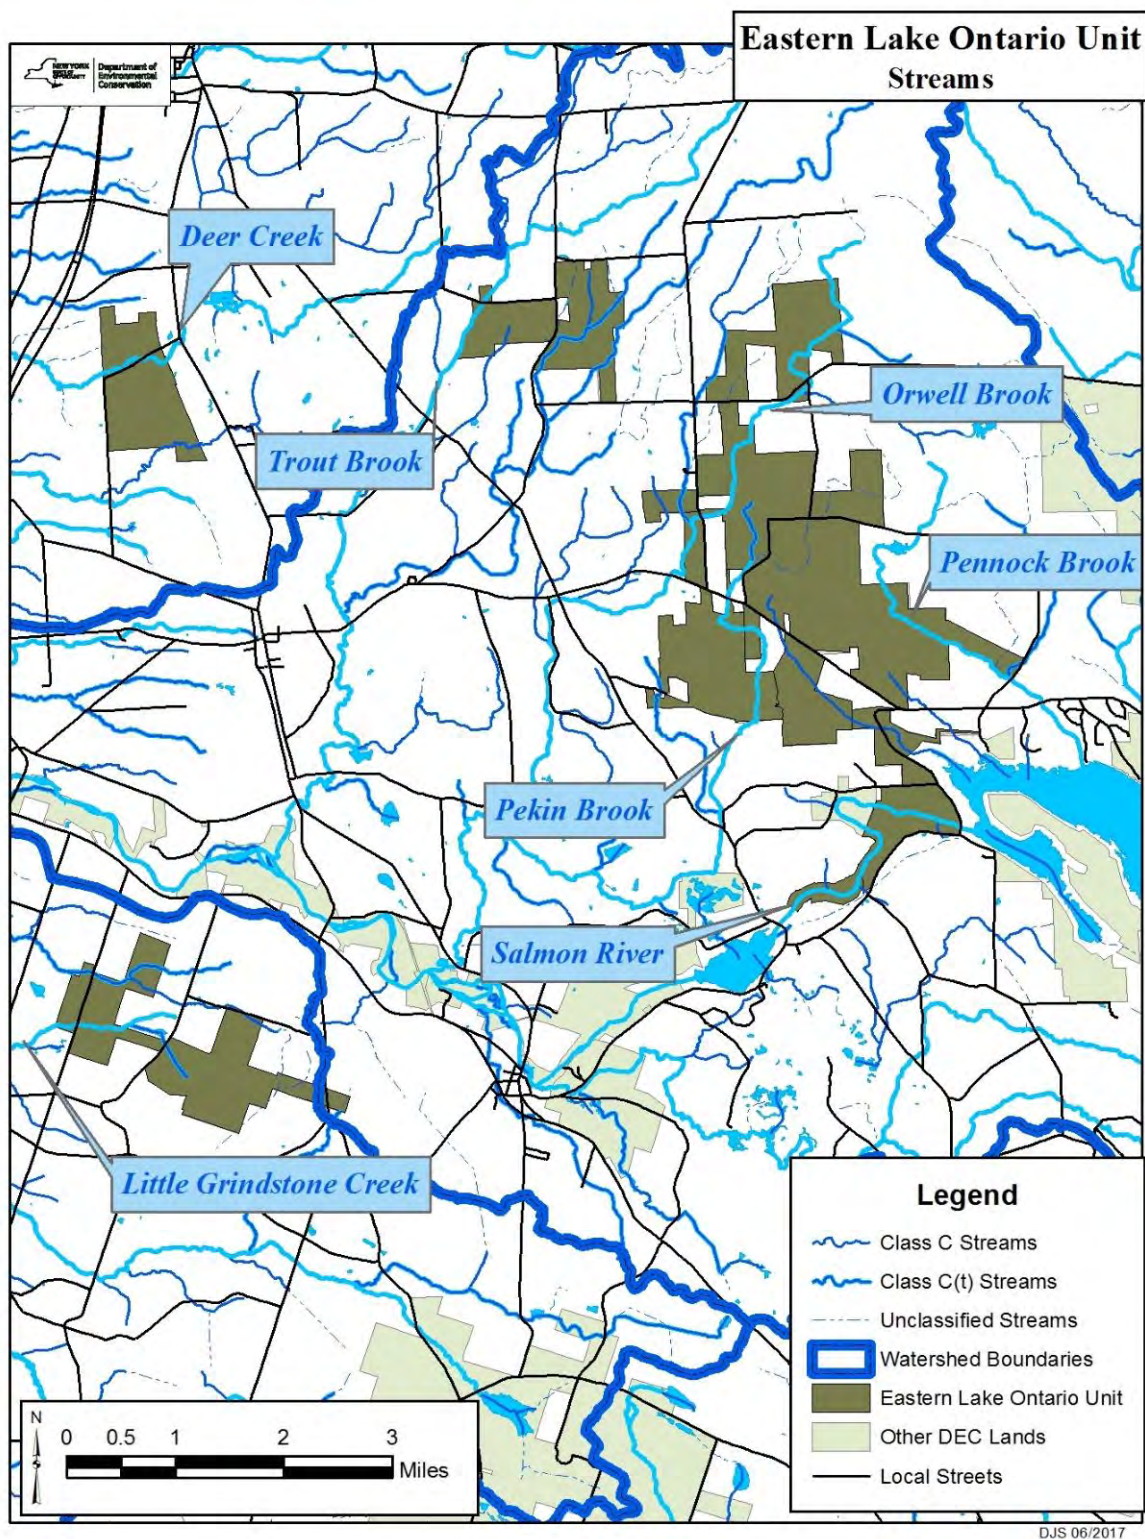 Eastern Lake Ontario Unit
Streams
NEW YORK
Department of
Environmental
Conservation
Deer Creek
Orwell Brook
Trout Brook
Pennock Brook
Pekin Brook
Salmon River
Little Grindstone Creek
Legend
Class C Streams
Class C(t) Streams
Unclassified Streams
Watershed Boundaries
Eastern Lake Ontario Unit
Other DEC Lands
Local Streets
N
0 0.5 1 2 3
Miles
DJS 06/2017